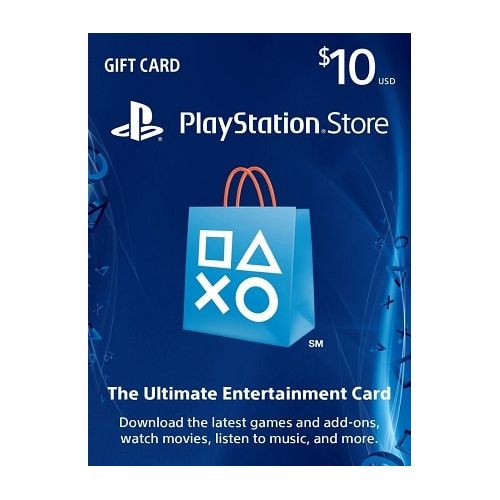 GIFT CARD
$10 USD
PlayStation.Store
SM
The Ultimate Entertainment Card
Download the latest games and add-ons,
watch movies, listen to music, and more.